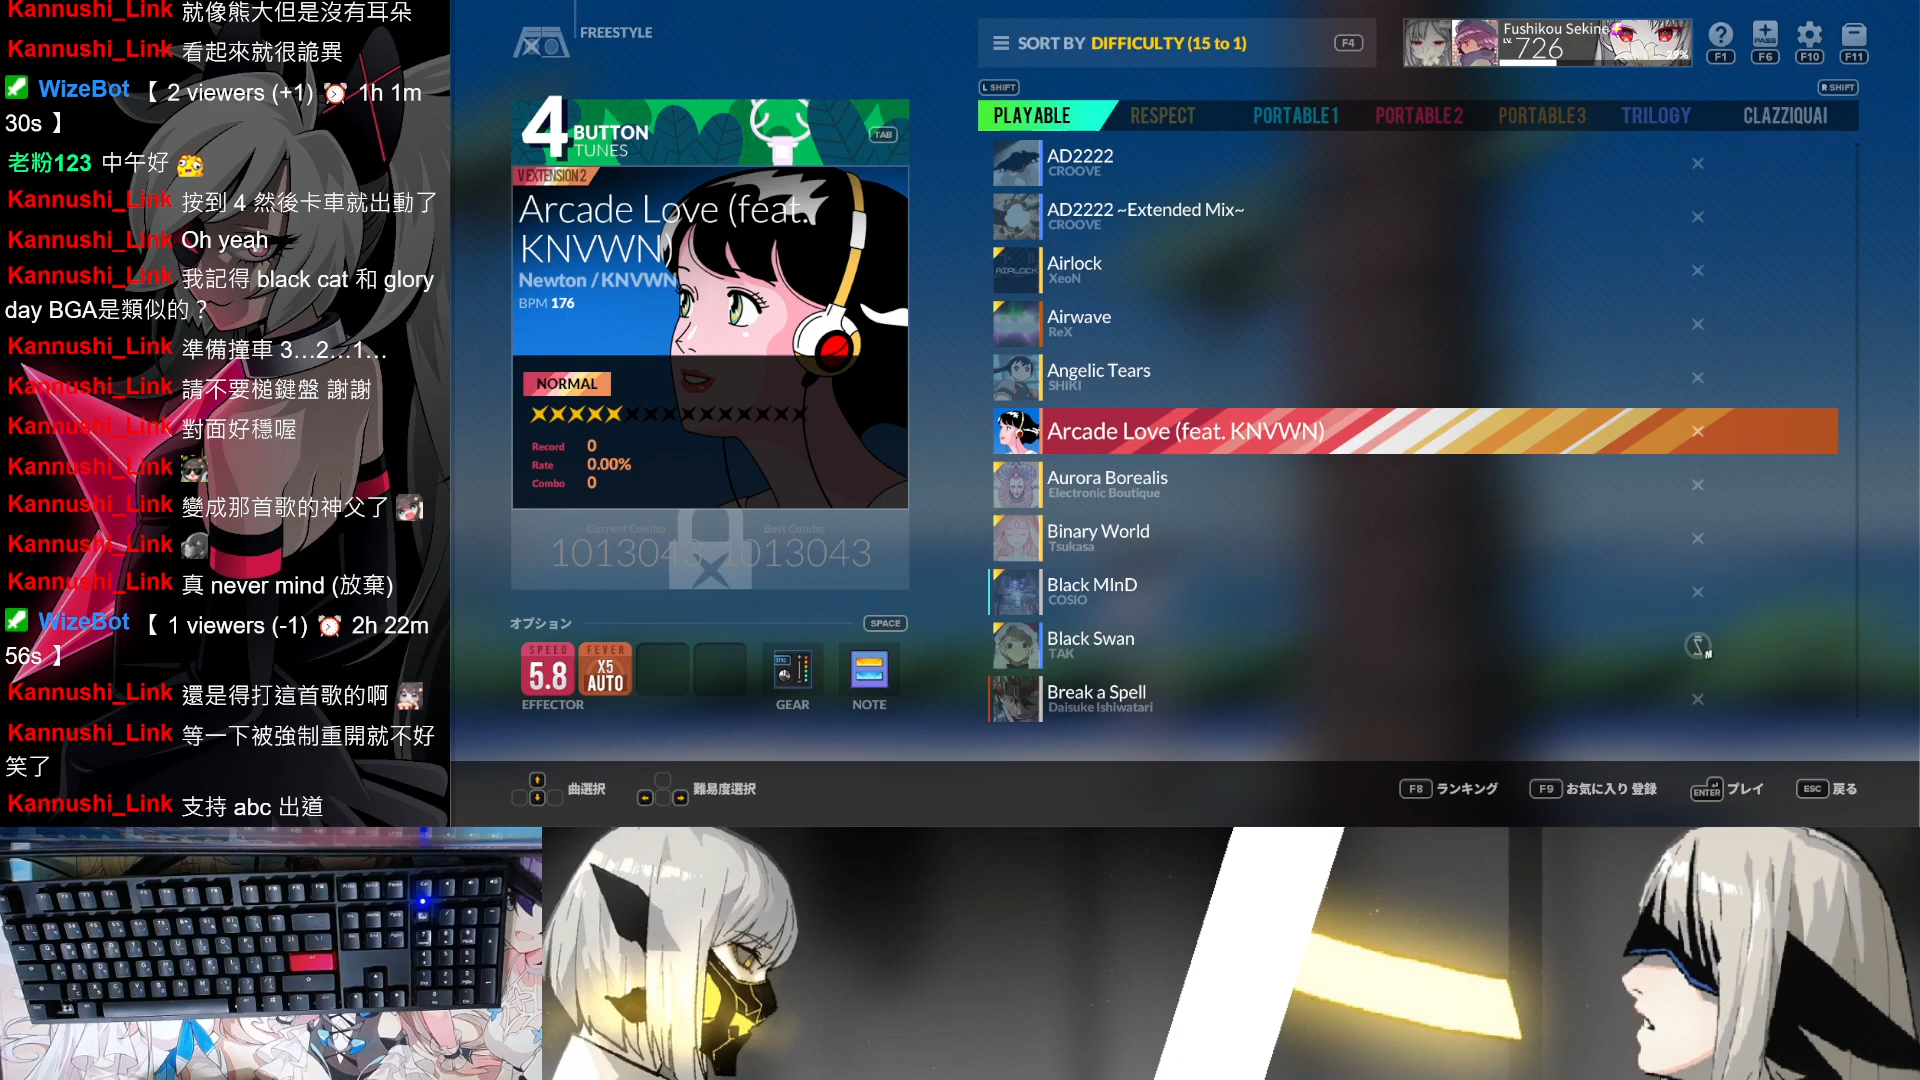 Kannushi_Link 就像熊大但是沒有耳朵
Kannushi_Link 看起來就很詭異
WizeBot 【 2 viewers (+1) ⏰ 1h 1m
30s 】
老粉123 中午好
Kannushi_Link 按到 4 然後卡車就出動了
Kannushi_Link Oh yeah
Kannushi_Link 我記得 black cat 和 glory
day BGA是類似的？
Kannushi_Link 準備撞車 3…2…1…
Kannushi_Link 請不要槌鍵盤 謝謝
Kannushi_Link 對面好穩喔
Kannushi_Link
Kannushi_Link 變成那首歌的神父了
Kannushi_Link
Kannushi_Link 真 never mind (放棄)
WizeBot 【 1 viewers (-1) ⏰ 2h 22m
56s 】
Kannushi_Link 還是得打這首歌的啊
Kannushi_Link 等一下被強制重開就不好
笑了
Kannushi_Link 支持 abc 出道
FREESTYLE
4 BUTTON
TUNES
TAB
V EXTENSION 2
Arcade Love (feat.
KNVWN)
Newton / KNVWN
BPM 176
NORMAL
Record 0
Rate 0.00%
Combo 0
Current Combo Best Combo
1013043 1013043
オプション SPACE
SPEED 5.8
FEVER X5 AUTO
EFFECTOR GEAR NOTE
SORT BY DIFFICULTY (15 to 1) F4
Fushikou Sekine
LV. 726
29%
PASS
F1 F6 F10 F11
L SHIFT R SHIFT
PLAYABLE RESPECT PORTABLE1 PORTABLE2 PORTABLE3 TRILOGY CLAZZIQUAI
AD2222
CROOVE
AD2222 ~Extended Mix~
CROOVE
AIRLOCK
Airlock
XeoN
Airwave
ReX
Angelic Tears
SHIKI
Arcade Love (feat. KNVWN)
Aurora Borealis
Electronic Boutique
Binary World
Tsukasa
Black MInD
COSIO
Black Swan
TAK
M
Break a Spell
Daisuke Ishiwatari
曲選択 難易度選択
F8 ランキング F9 お気に入り登録 ENTER プレイ ESC 戻る